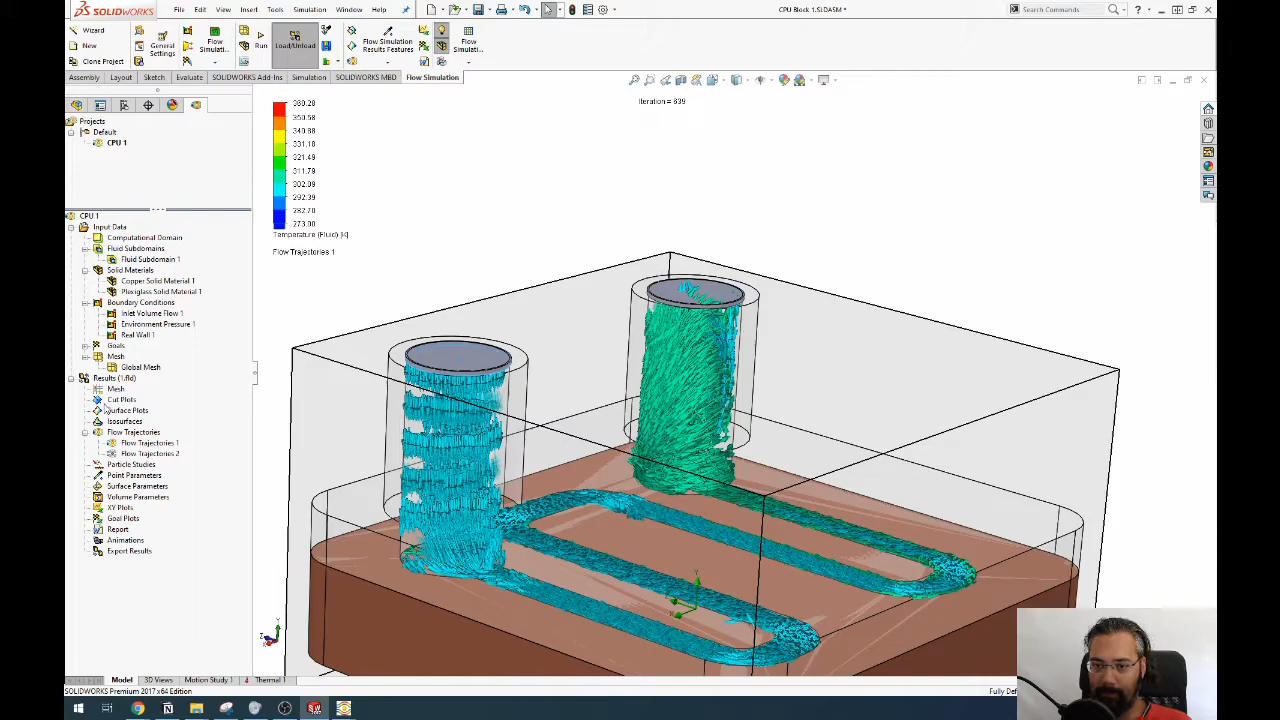 SOLIDWORKS
File Edit View Insert Tools Simulation Window Help
CPU Block 1.SLDASM *
Search Commands
Wizard
New
Clone Project
General Settings
Flow Simulati...
Run
Load/Unload
Flow Simulation Results Features
Flow Simulati...
Assembly Layout Sketch Evaluate SOLIDWORKS Add-Ins Simulation SOLIDWORKS MBD Flow Simulation
Projects
Default
CPU 1
CPU 1
Input Data
Computational Domain
Fluid Subdomains
Fluid Subdomain 1
Solid Materials
Copper Solid Material 1
Plexiglass Solid Material 1
Boundary Conditions
Inlet Volume Flow 1
Environment Pressure 1
Real Wall 1
Goals
Mesh
Global Mesh
Results (1.fld)
Mesh
Cut Plots
Surface Plots
Isosurfaces
Flow Trajectories
Flow Trajectories 1
Flow Trajectories 2
Particle Studies
Point Parameters
Surface Parameters
Volume Parameters
XY Plots
Goal Plots
Report
Animations
Export Results
Iteration = 639
360.28
350.58
340.88
331.18
321.49
311.79
302.09
292.39
282.70
273.00
Temperature (Fluid) [K]
Flow Trajectories 1
Y
X
Y
Z
X
Model 3D Views Motion Study 1 Thermal 1
SOLIDWORKS Premium 2017 x64 Edition